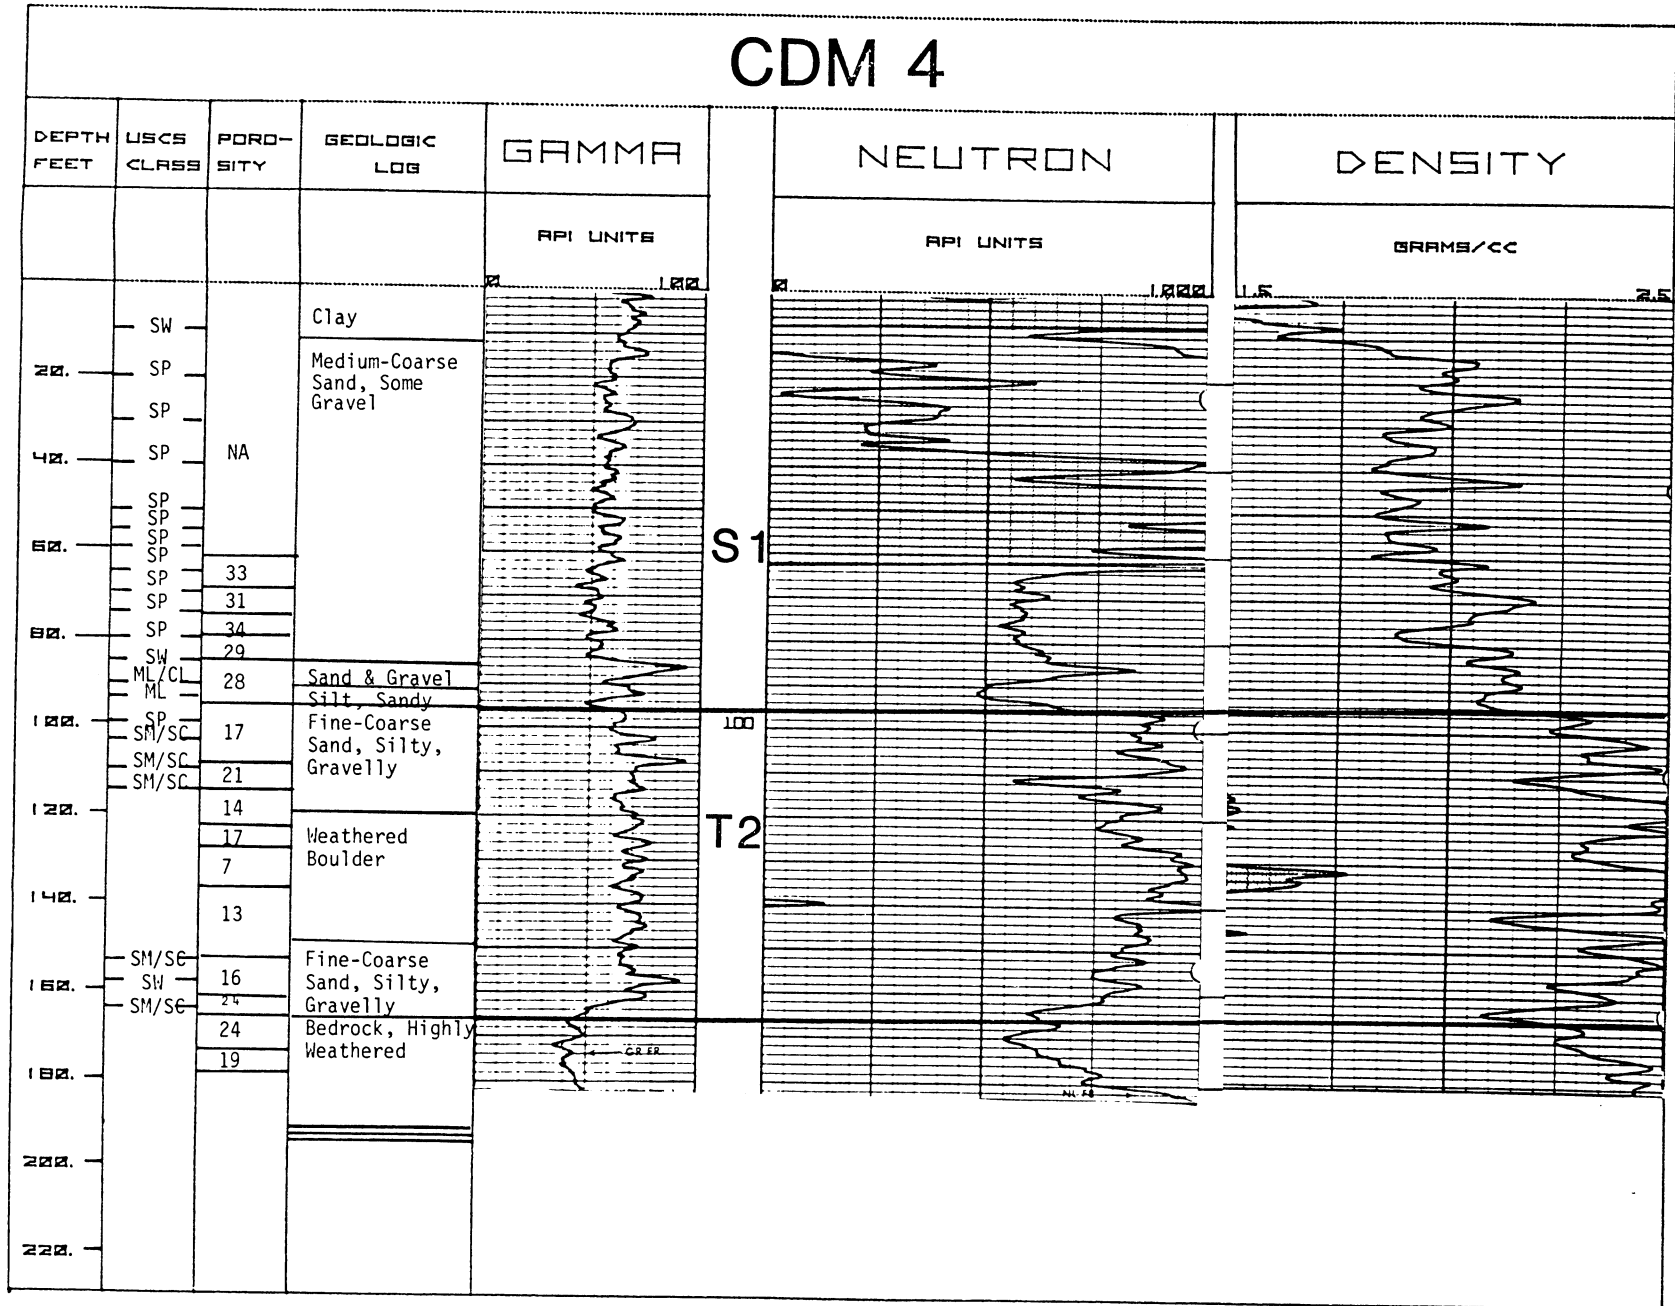 CDM 4
DEPTH
FEET
USCS
CLASS
PORO-
SITY
GEOLOGIC
LOG
GAMMA
NEUTRON
DENSITY
API UNITS
API UNITS
GRAMS/CC
0
100
0
1000
1.5
2.5
20.
40.
60.
80.
100.
120.
140.
160.
180.
200.
220.
SW
SP
SP
SP
SP
SP
SP
SP
SP
SP
SP
SW
ML/CL
ML
SP
SM/SC
SM/SC
SM/SC
SM/SC
SW
SM/SC
NA
33
31
34
29
28
17
21
14
17
7
13
16
24
24
19
Clay
Medium-Coarse
Sand, Some
Gravel
Sand & Gravel
Silt, Sandy
Fine-Coarse
Sand, Silty,
Gravelly
Weathered
Boulder
Fine-Coarse
Sand, Silty,
Gravelly
Bedrock, Highly
Weathered
S1
100
T2
GR FR